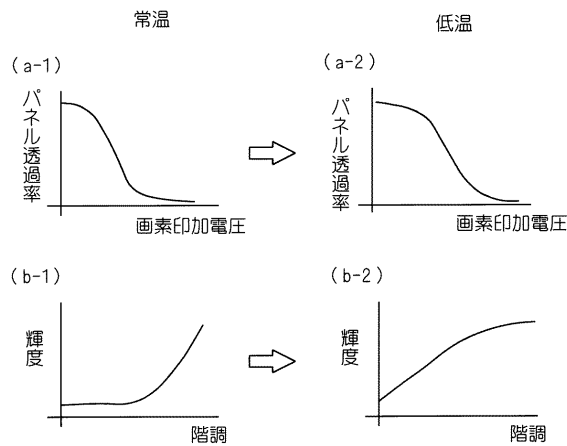 常温
低温
(a-1)
(a-2)
パネル透過率
パネル透過率
画素印加電圧
画素印加電圧
(b-1)
(b-2)
輝度
輝度
階調
階調